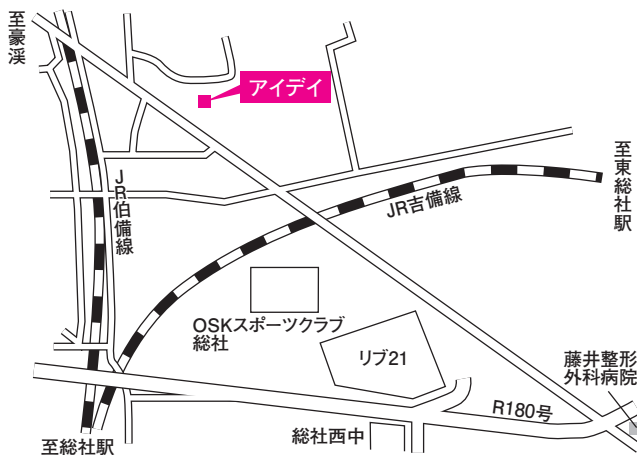 至豪渓
アイデイ
至東総社駅
JR伯備線
JR吉備線
OSKスポーツクラブ
総社
リブ21
藤井整形
外科病院
R180号
総社西中
至総社駅